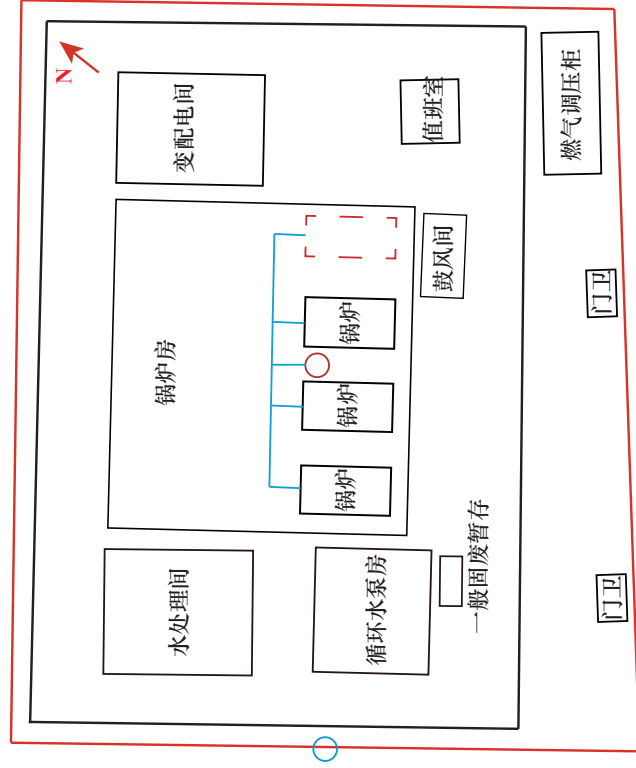 N
变配电间
值班室
燃气调压柜
鼓风间
锅炉房
锅炉
锅炉
锅炉
门卫
水处理间
循环水泵房
一般固废暂存
门卫